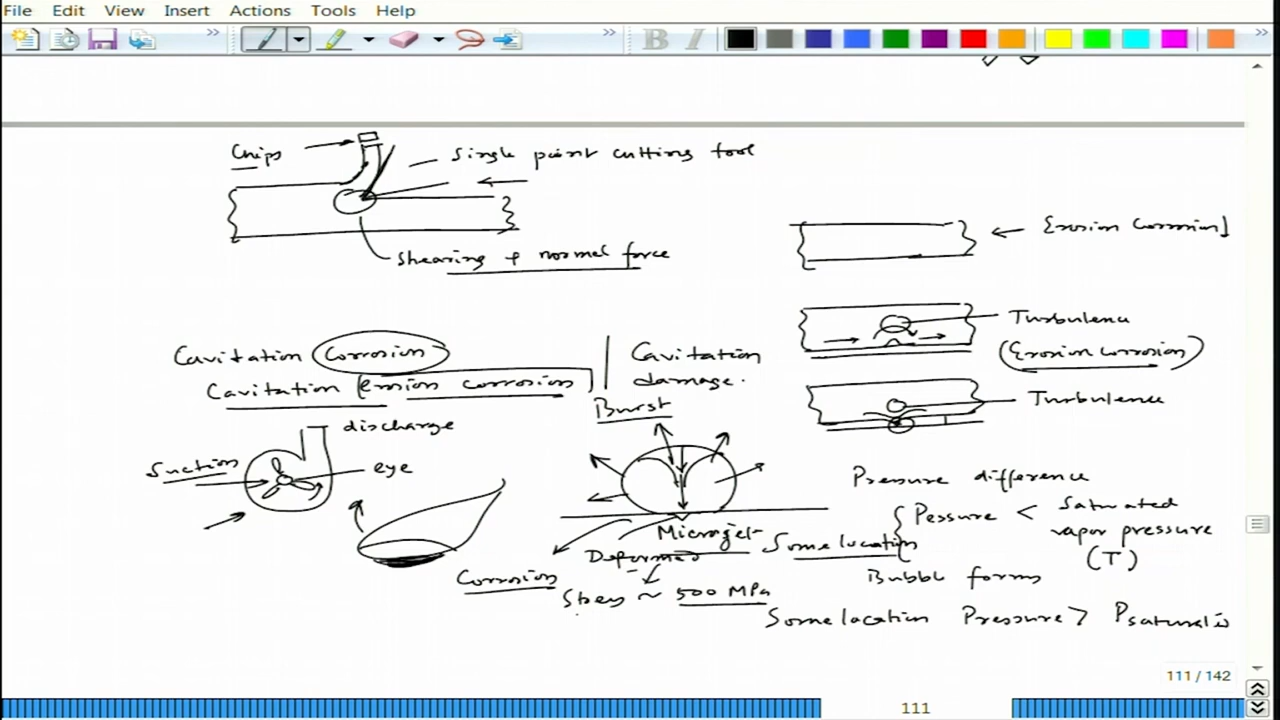 File Edit View Insert Actions Tools Help
B I
Chips
Single point cutting tool
Shearing + normal force
Erosion Corrosion
Turbulence
(Erosion corrosion)
Turbulence
Cavitation Corrosion
Cavitation erosion corrosion
Cavitation
damage.
Burst
discharge
Suction
eye
Microjet
Deformed
Corrosion
Stress ~ 500 MPa
Pressure difference
Some location
Pessure < Saturated
vapor pressure
(T)
Bubble forms
Some location Pressure >
111 / 142
111